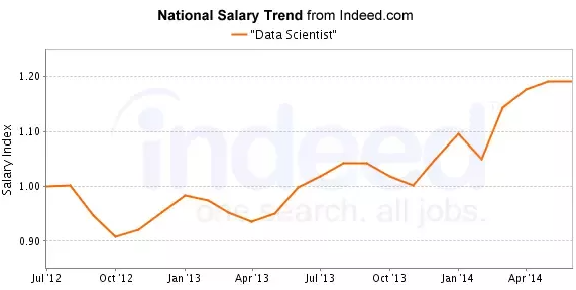 National Salary Trend from Indeed.com
"Data Scientist"
Salary Index
1.20
1.10
1.00
0.90
indeed
one search. all jobs.
Jul '12
Oct '12
Jan '13
Apr '13
Jul '13
Oct '13
Jan '14
Apr '14